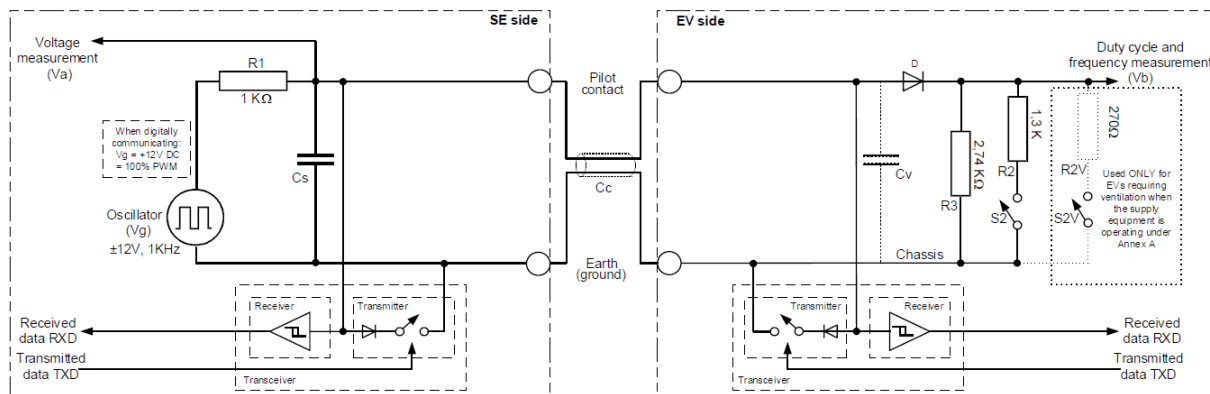 SE side
EV side
Voltage
measurement
(Va)
R1
1 KΩ
When digitally
communicating:
Vg = +12V DC
= 100% PWM
Oscillator
(Vg)
±12V, 1KHz
Cs
Pilot
contact
Cc
Earth
(ground)
D
Duty cycle and
frequency measurement
(Vb)
Cv
2,74 KΩ
R3
1,3 K
R2
S2
270Ω
R2V
S2V
Used ONLY for
EVs requiring
ventilation when
the supply
equipment is
operating under
Annex A
Chassis
Receiver
Transmitter
Received
data RXD
Transmitted
data TXD
Transceiver
Transmitter
Receiver
Transceiver
Received
data RXD
Transmitted
data TXD